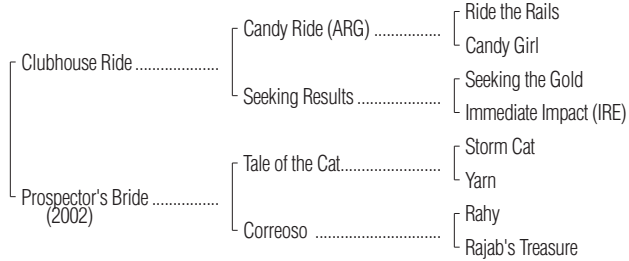 Ride the Rails
Candy Ride (ARG) ................
Candy Girl
Clubhouse Ride ....................
Seeking the Gold
Seeking Results ....................
Immediate Impact (IRE)
Storm Cat
Tale of the Cat........................
Yarn
Prospector's Bride ................
(2002)
Rahy
Correoso ..............................
Rajab's Treasure